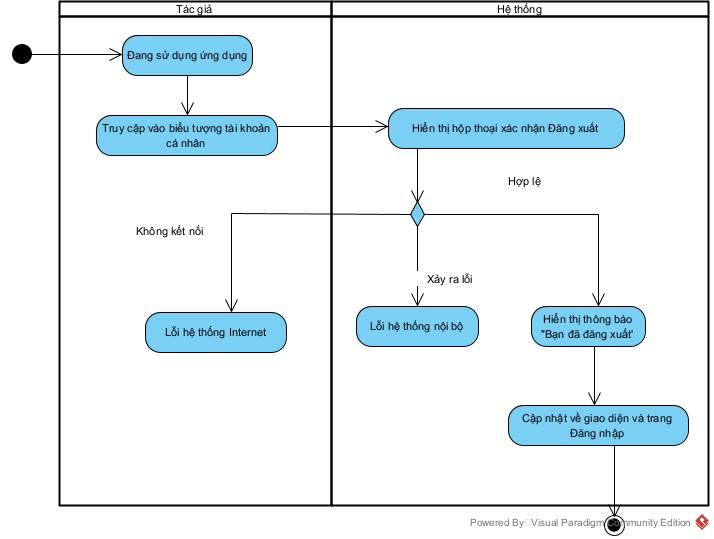 Tác giả
Hệ thống
Đang sử dụng ứng dụng
Truy cập vào biểu tượng tài khoản
cá nhân
Hiển thị hộp thoại xác nhận Đăng xuất
Hợp lệ
Không kết nối
Xảy ra lỗi
Lỗi hệ thống Internet
Lỗi hệ thống nội bộ
Hiển thị thông báo
"Bạn đã đăng xuất'
Cập nhật về giao diện và trang
Đăng nhập
Powered By Visual Paradigm Community Edition